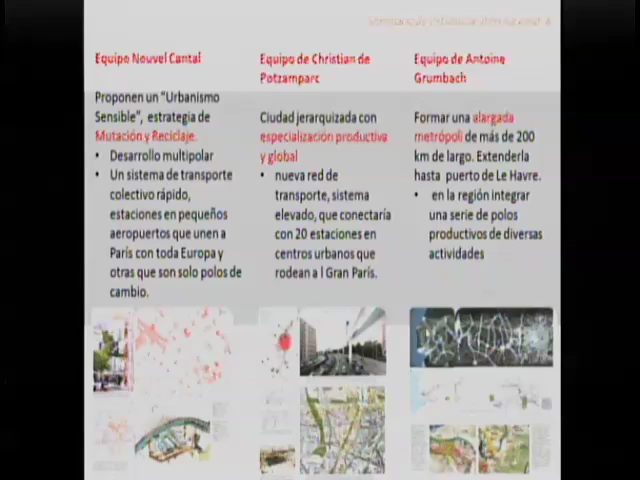 Equipo Nouvel Cantal
Proponen un "Urbanismo
Sensible", estrategia de
Mutación y Reciclaje.
• Desarrollo multipolar
• Un sistema de transporte
colectivo rápido,
estaciones en pequeños
aeropuertos que unen a
París con toda Europa y
otras que son solo polos de
cambio.
Equipo de Christian de
Potzamparc
Ciudad jerarquizada con
especialización productiva
y global
• nueva red de
transporte, sistema
elevado, que conectaría
con 20 estaciones en
centros urbanos que
rodean a l Gran París.
Equipo de Antoine
Grumbach
Formar una alargada
metrópoli de más de 200
km de largo. Extenderla
hasta puerto de Le Havre.
• en la región integrar
una serie de polos
productivos de diversas
actividades